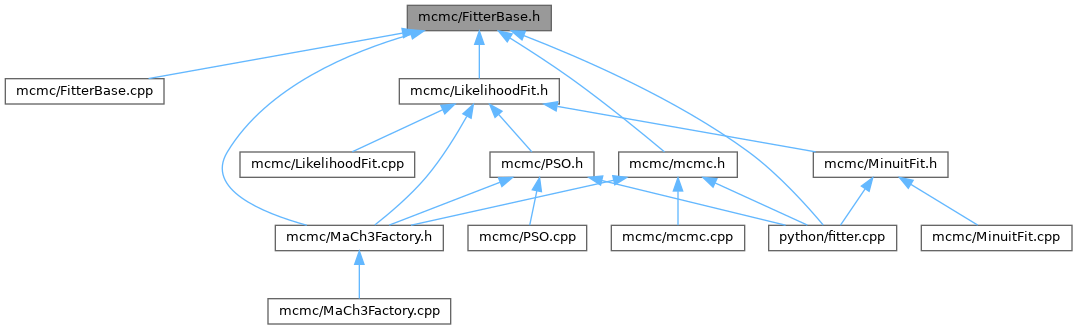 mcmc/FitterBase.h
mcmc/FitterBase.cpp
mcmc/LikelihoodFit.h
mcmc/LikelihoodFit.cpp
mcmc/PSO.h
mcmc/mcmc.h
mcmc/MinuitFit.h
mcmc/MaCh3Factory.h
mcmc/PSO.cpp
mcmc/mcmc.cpp
python/fitter.cpp
mcmc/MinuitFit.cpp
mcmc/MaCh3Factory.cpp